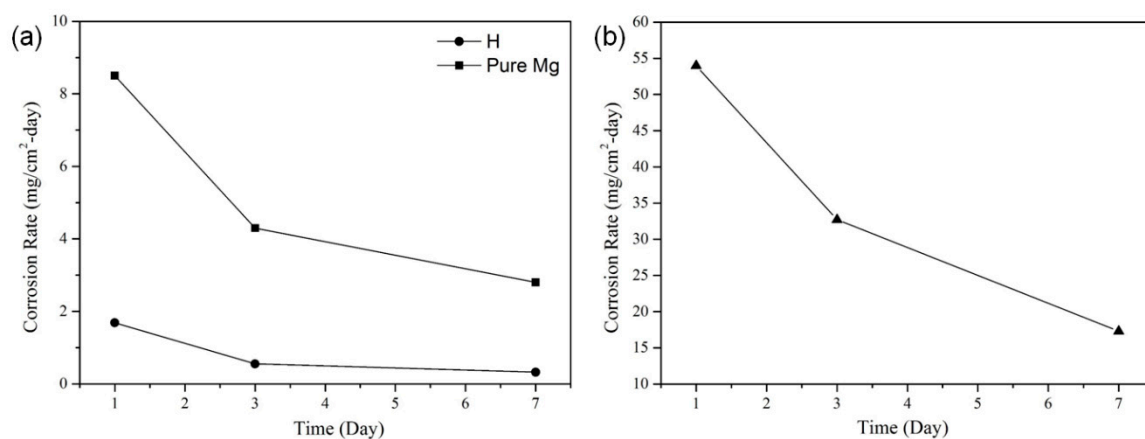 (a)
10
8
6
4
2
0
Corrosion Rate (mg/cm²-day)
H
Pure Mg
1 2 3 4 5 6 7
Time (Day)
(b)
60
55
50
45
40
35
30
25
20
15
10
Corrosion Rate (mg/cm²-day)
1 2 3 4 5 6 7
Time (Day)